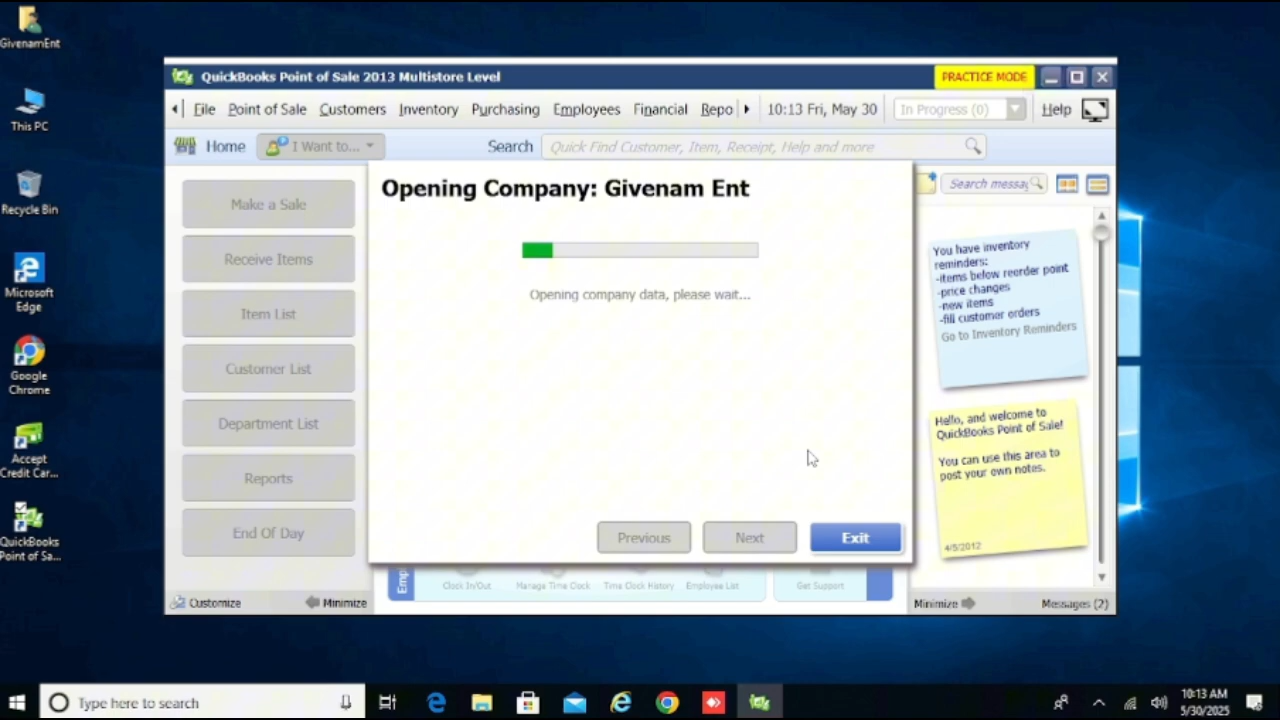 GivenamEnt
This PC
Recycle Bin
Microsoft
Edge
Google
Chrome
Accept
Credit Car...
QuickBooks
Point of Sa...
QuickBooks Point of Sale 2013 Multistore Level
PRACTICE MODE
File Point of Sale Customers Inventory Purchasing Employees Financial Repo
10:13 Fri, May 30
In Progress (0)
Help
Home
I Want to...
Search
Quick Find Customer, Item, Receipt, Help and more
Make a Sale
Receive Items
Item List
Customer List
Department List
Reports
End Of Day
Customize
Minimize
Opening Company: Givenam Ent
Opening company data, please wait...
Previous
Next
Exit
Emp
Clock In/Out
Manage Time Clock
Time Clock History
Employee List
Get Support
Search messag
You have inventory
reminders:
-items below reorder point
-price changes
-new items
-fill customer orders
Go to Inventory Reminders
Hello, and welcome to
QuickBooks Point of Sale!
You can use this area to
post your own notes.
4/5/2012
Minimize
Messages (2)
Type here to search
10:13 AM
5/30/2025